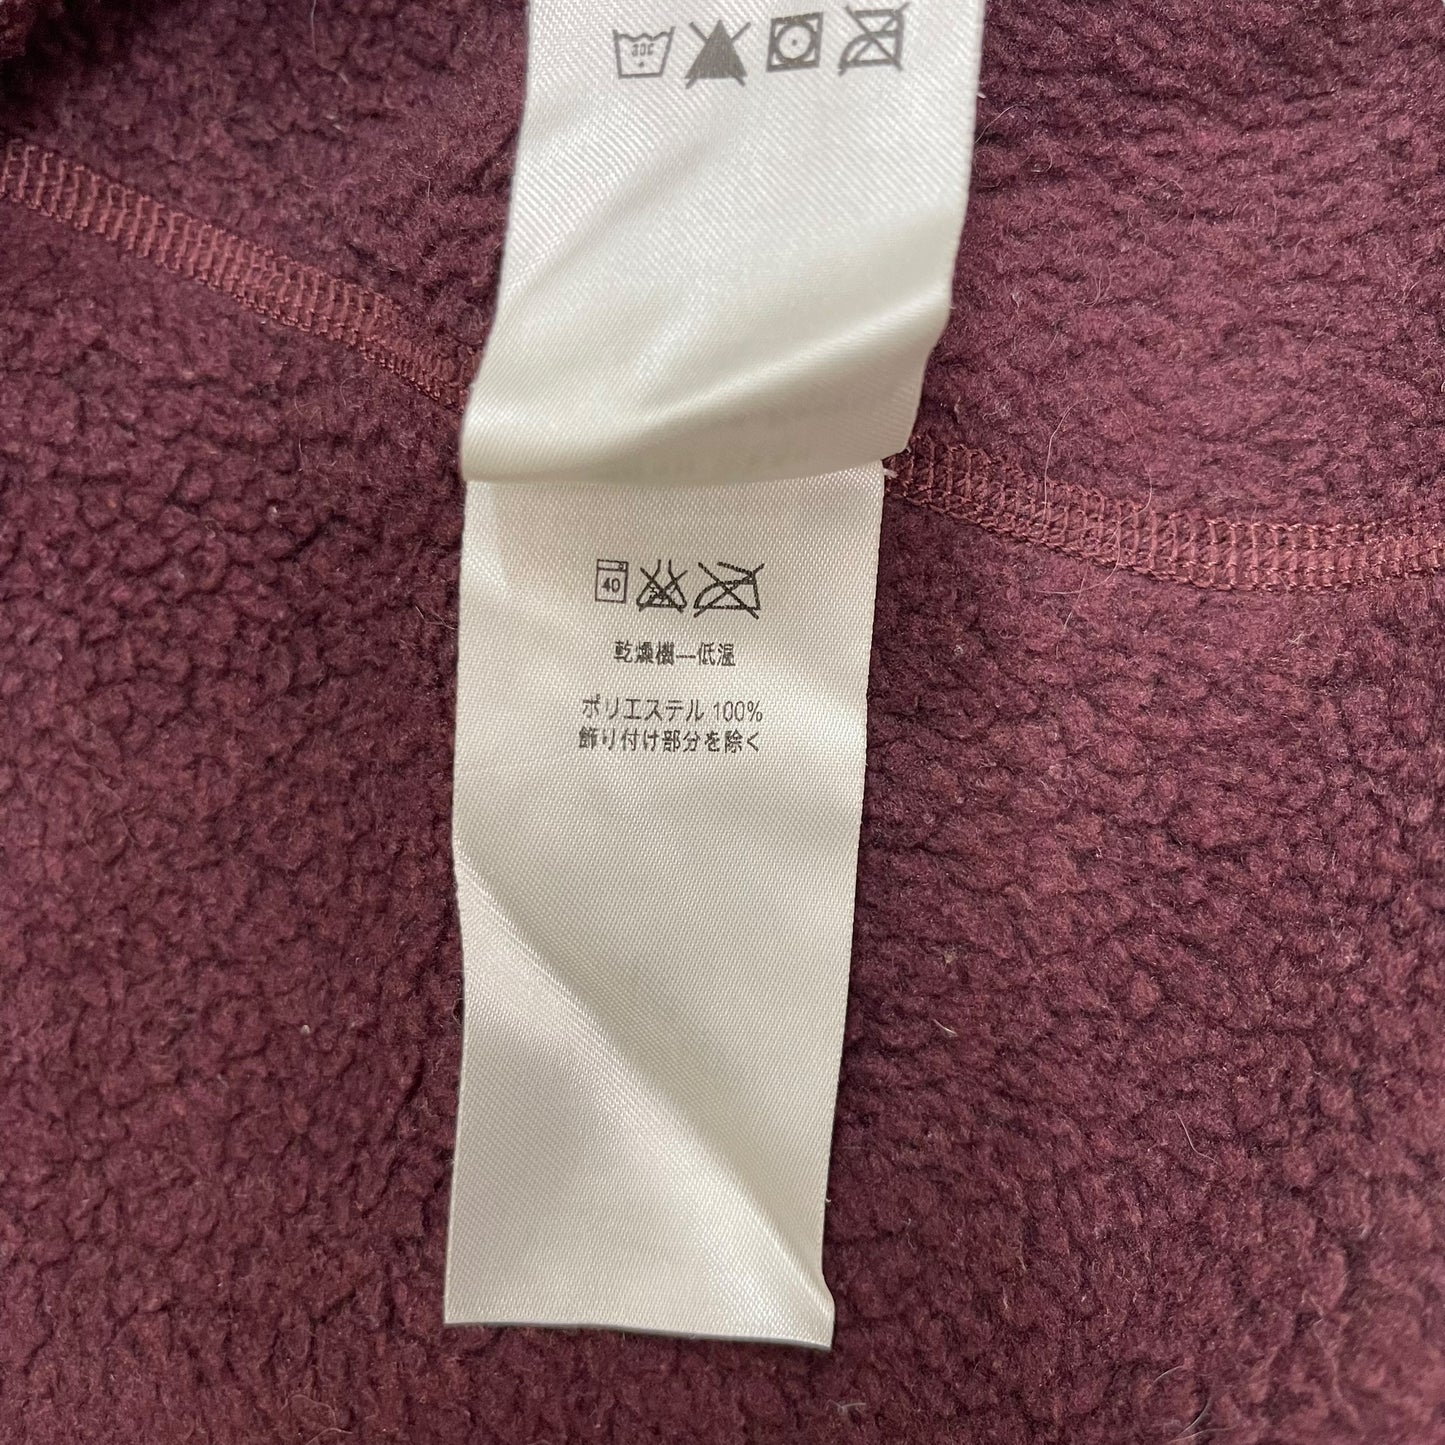 30C
40
乾燥機---低温
ポリエステル 100%
飾り付け部分を除く